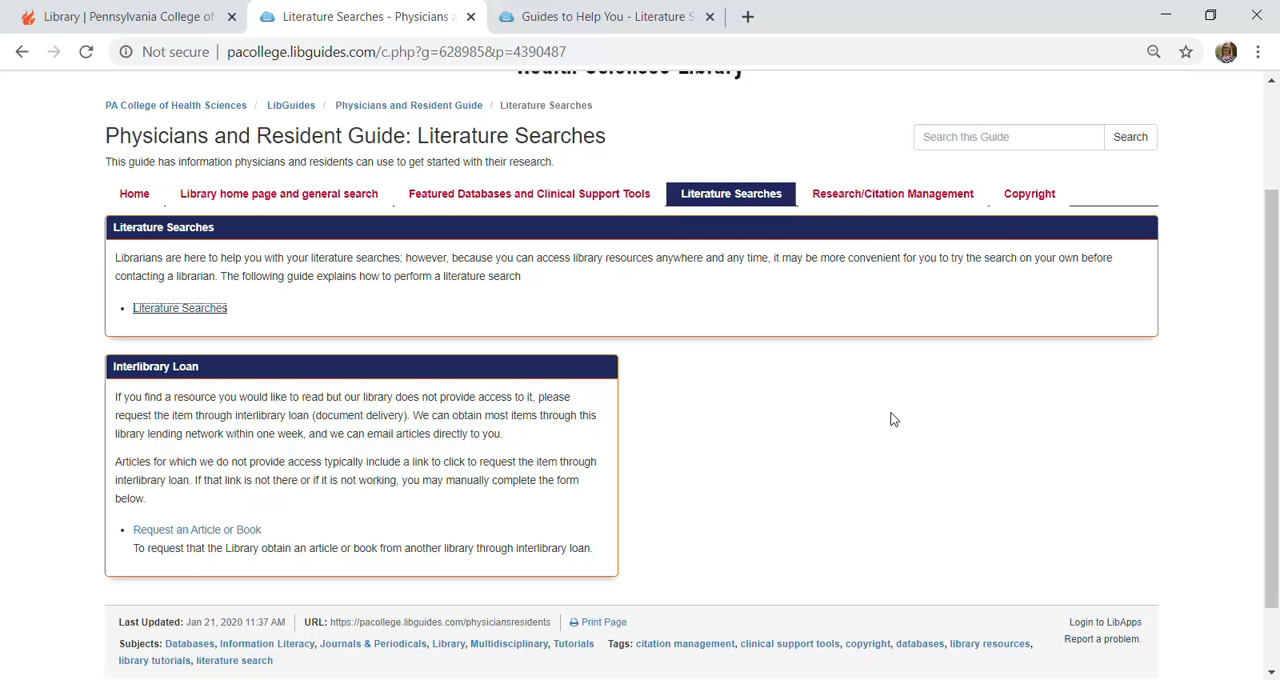 Library | Pennsylvania College of
Literature Searches - Physicians a
Guides to Help You - Literature S
Not secure | pacollege.libguides.com/c.php?g=628985&p=4390487
Health Sciences Library
PA College of Health Sciences / LibGuides / Physicians and Resident Guide / Literature Searches
Physicians and Resident Guide: Literature Searches
Search this Guide
Search
This guide has information physicians and residents can use to get started with their research.
Home
Library home page and general search
Featured Databases and Clinical Support Tools
Literature Searches
Research/Citation Management
Copyright
Literature Searches
Librarians are here to help you with your literature searches; however, because you can access library resources anywhere and any time, it may be more convenient for you to try the search on your own before
contacting a librarian. The following guide explains how to perform a literature search
• Literature Searches
Interlibrary Loan
If you find a resource you would like to read but our library does not provide access to it, please
request the item through interlibrary loan (document delivery). We can obtain most items through this
library lending network within one week, and we can email articles directly to you.
Articles for which we do not provide access typically include a link to click to request the item through
interlibrary loan. If that link is not there or if it is not working, you may manually complete the form
below.
• Request an Article or Book
To request that the Library obtain an article or book from another library through interlibrary loan.
Last Updated: Jan 21, 2020 11:37 AM
URL: https://pacollege.libguides.com/physiciansresidents
Print Page
Login to LibApps
Subjects: Databases, Information Literacy, Journals & Periodicals, Library, Multidisciplinary, Tutorials
Tags: citation management, clinical support tools, copyright, databases, library resources,
library tutorials, literature search
Report a problem.